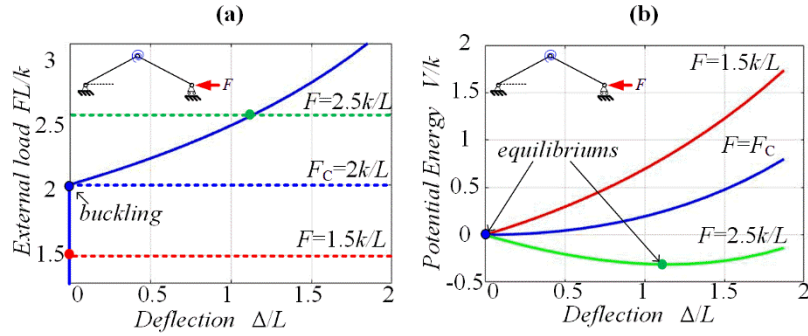 (a)
External load FL/k
3
2.5
2
1.5
F
F=2.5k/L
F_C=2k/L
buckling
F=1.5k/L
0 0.5 1 1.5 2
Deflection Δ/L
(b)
Potential Energy V/k
2
1.5
1
0.5
0
-0.5
F
F=1.5k/L
equilibriums
F=F_C
F=2.5k/L
0 0.5 1 1.5 2
Deflection Δ/L